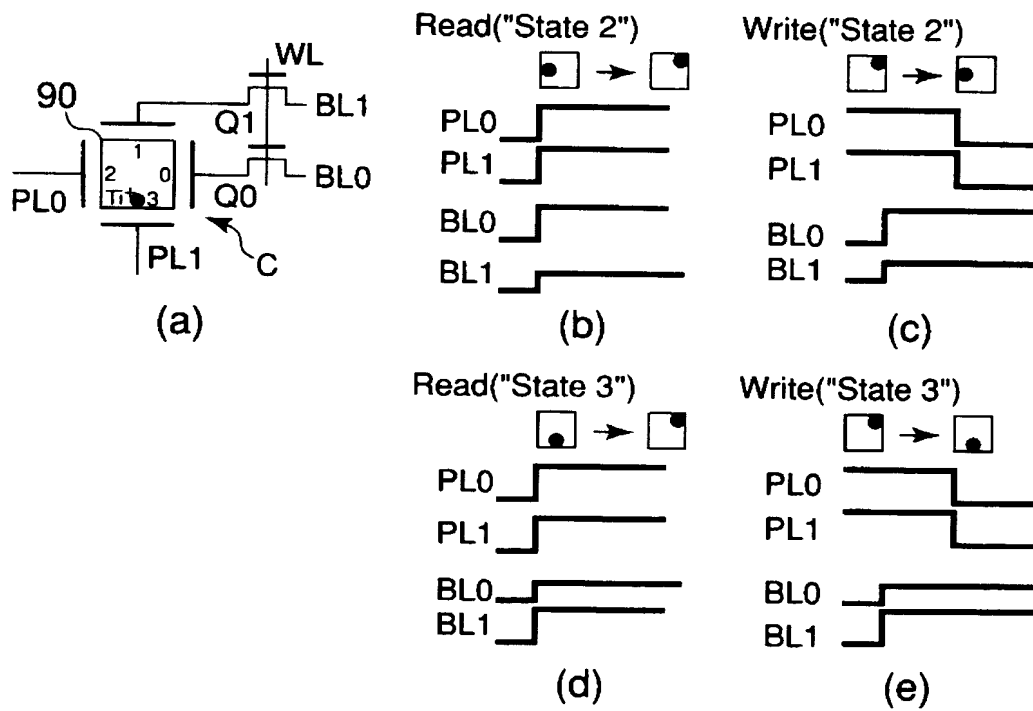 WL
90
BL1
Q1
1
2
0
BL0
PL0
Q0
Ti+
3
PL1
C
(a)
Read("State 2")
PL0
PL1
BL0
BL1
(b)
Write("State 2")
PL0
PL1
BL0
BL1
(c)
Read("State 3")
PL0
PL1
BL0
BL1
(d)
Write("State 3")
PL0
PL1
BL0
BL1
(e)